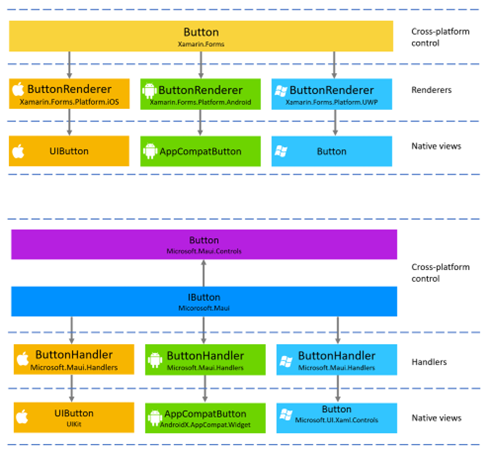 Button
Xamarin.Forms
Cross-platform
control
ButtonRenderer
Xamarin.Forms.Platform.iOS
ButtonRenderer
Xamarin.Forms.Platform.Android
ButtonRenderer
Xamarin.Forms.Platform.UWP
Renderers
UIButton
AppCompatButton
Button
Native views
Button
Microsoft.Maui.Controls
Cross-platform
control
IButton
Micorosoft.Maui
ButtonHandler
Microsoft.Maui.Handlers
ButtonHandler
Microsoft.Maui.Handlers
ButtonHandler
Microsoft.Maui.Handlers
Handlers
UIButton
UIKit
AppCompatButton
AndroidX.AppCompat.Widget
Button
Microsoft.UI.Xaml.Controls
Native views